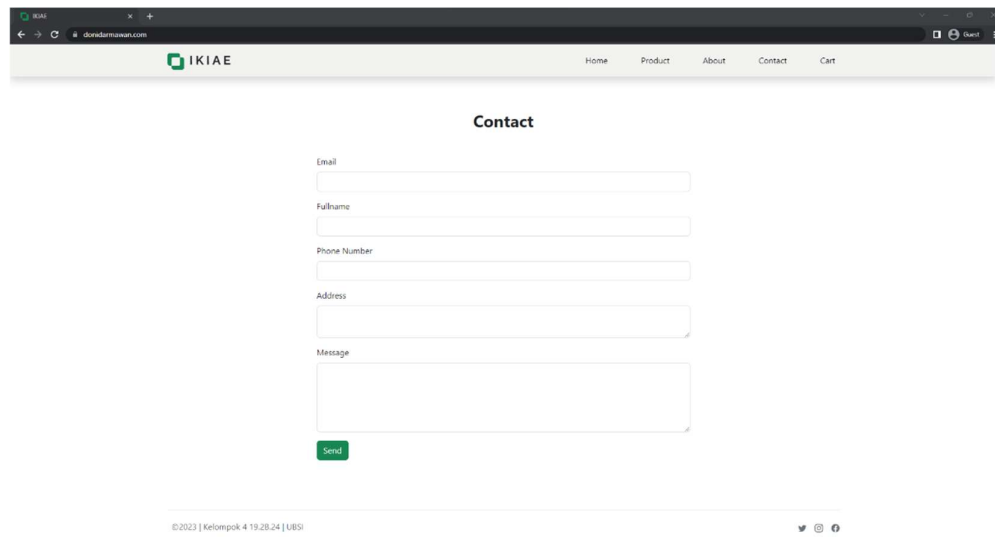 IKIAE
donidarmawan.com
Guest
IKIAE
Home Product About Contact Cart
Contact
Email
Fullname
Phone Number
Address
Message
Send
©2023 | Kelompok 4 19.2B.24 | UBSI